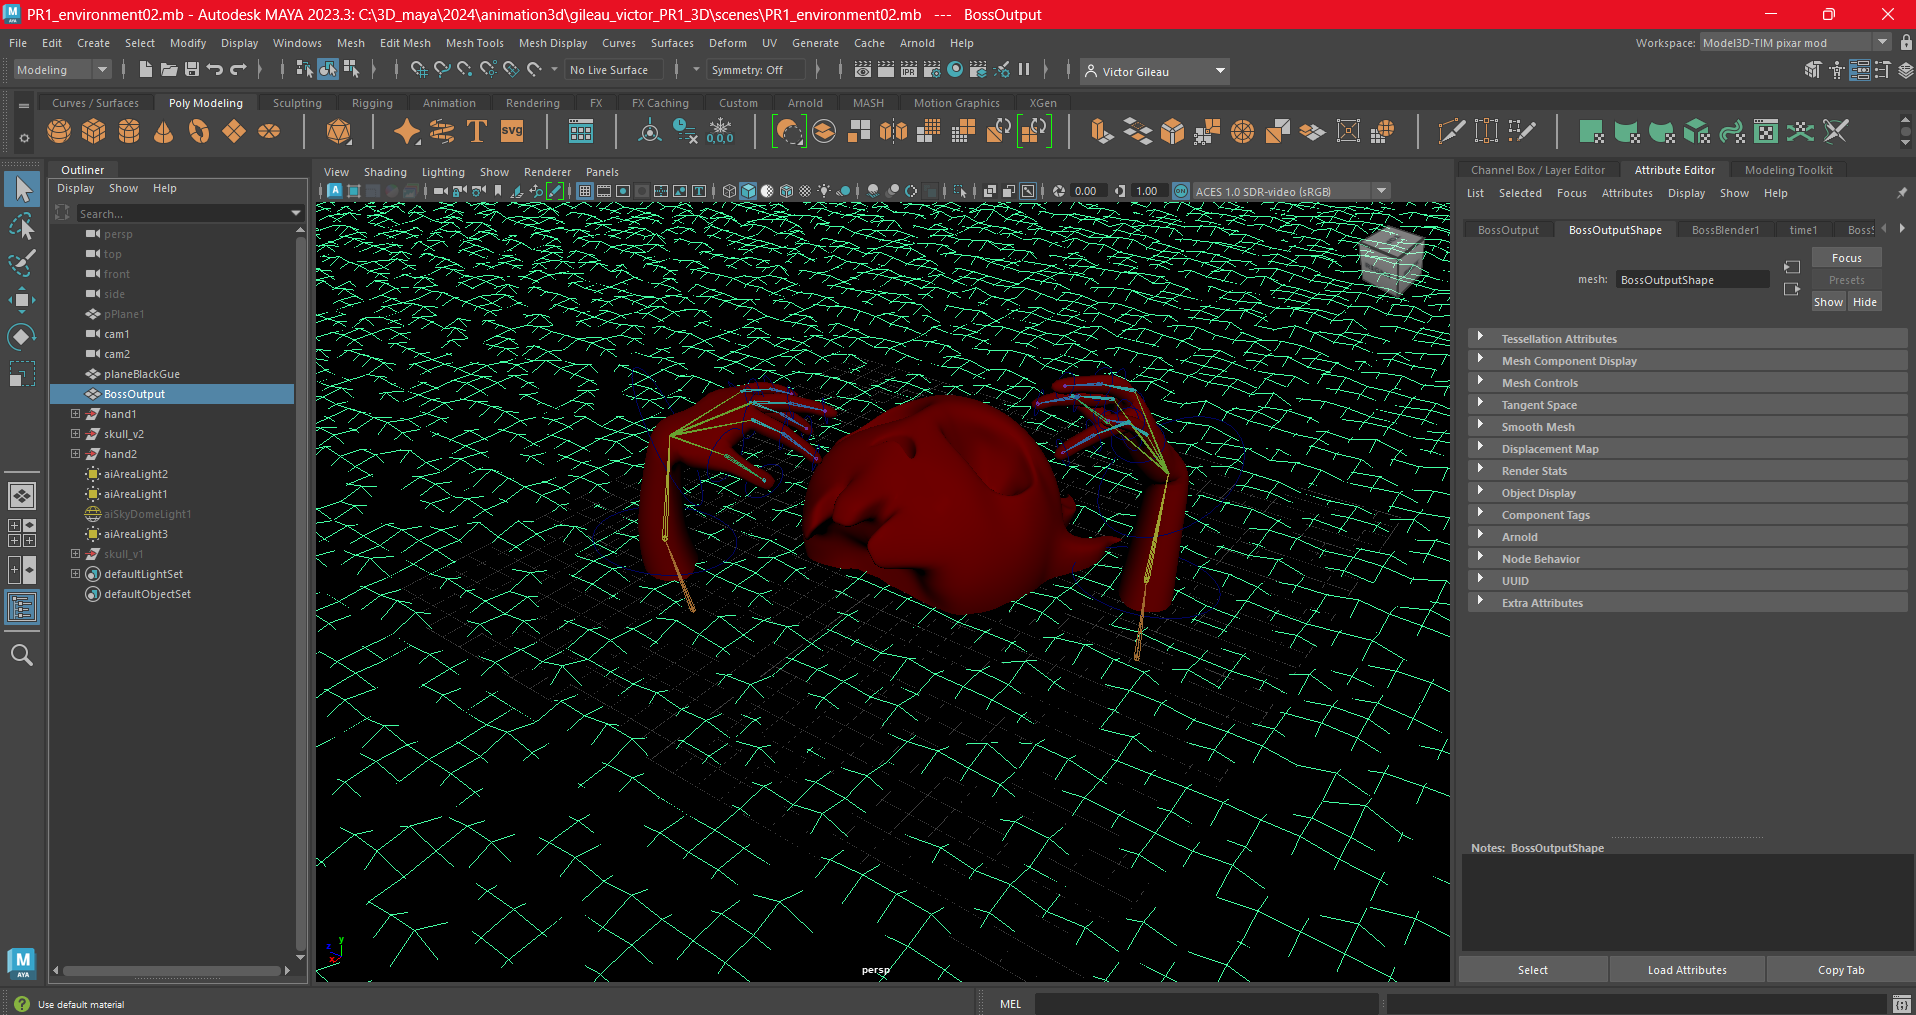 PR1_environment02.mb - Autodesk MAYA 2023.3: C:\3D_maya\2024\animation3d\gileau_victor_PR1_3D\scenes\PR1_environment02.mb --- BossOutput
File Edit Create Select Modify Display Windows Mesh Edit Mesh Mesh Tools Mesh Display Curves Surfaces Deform UV Generate Cache Arnold Help
Workspace: Model3D-TIM pixar mod
Modeling
No Live Surface
Symmetry: Off
IPR
Victor Gileau
Curves / Surfaces Poly Modeling Sculpting Rigging Animation Rendering FX FX Caching Custom Arnold MASH Motion Graphics XGen
SVG
0,0,0
Outliner
Display Show Help
Search...
persp
top
front
side
pPlane1
cam1
cam2
planeBlackGue
BossOutput
hand1
skull_v2
hand2
aiAreaLight2
aiAreaLight1
aiSkyDomeLight1
aiAreaLight3
skull_v1
defaultLightSet
defaultObjectSet
View Shading Lighting Show Renderer Panels
0.00
1.00
ON
ACES 1.0 SDR-video (sRGB)
persp
y
z
x
Channel Box / Layer Editor Attribute Editor Modeling Toolkit
List Selected Focus Attributes Display Show Help
BossOutput BossOutputShape BossBlender1 time1 BossS
mesh: BossOutputShape
Focus
Presets
Show Hide
Tessellation Attributes
Mesh Component Display
Mesh Controls
Tangent Space
Smooth Mesh
Displacement Map
Render Stats
Object Display
Component Tags
Arnold
Node Behavior
UUID
Extra Attributes
Notes: BossOutputShape
Select Load Attributes Copy Tab
M
AYA
Use default material
MEL